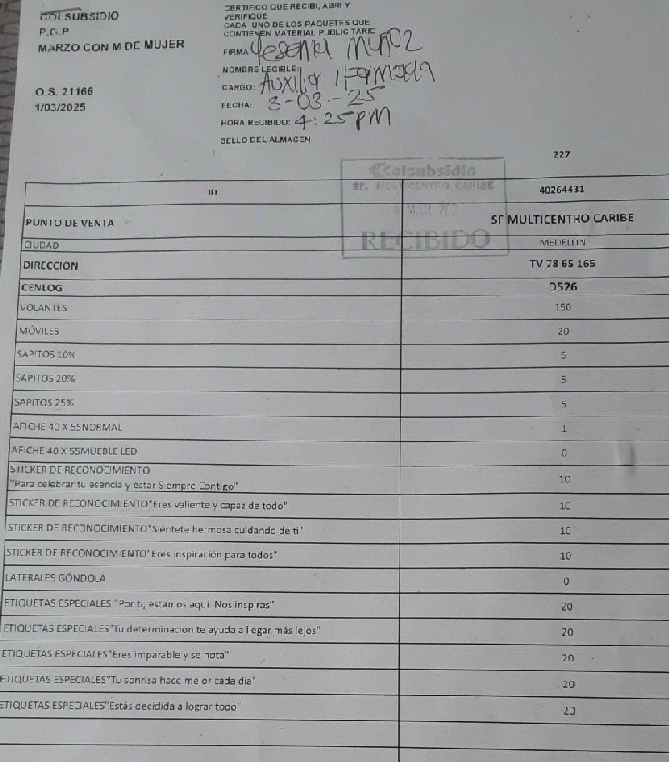 COLSUBSIDIO
P.G.P
MARZO CON M DE MUJER
O.S. 21166
1/03/2025
CERTIFICO QUE RECIBI, ABRI Y
VERIFIQUE
CADA UNO DE LOS PAQUETES QUE
CONTIENEN MATERIAL PUBLICITARIO
FIRMA
NOMBRE LEGIBLE:
CARGO: Auxiliar
FECHA: 3-03-25
HORA RECIBIDO: 4:25 PM
SELLO DEL ALMACEN
Colsubsidio
SF. MULTICENTRO CARIBE
RECIBIDO
227
ID 40264431
PUNTO DE VENTA SF MULTICENTRO CARIBE
CIUDAD MEDELLIN
DIRECCION TV 78 65 165
CENLOG D526
VOLANTES 150
MÓVILES 20
SAPITOS 10% 5
SAPITOS 20% 5
SAPITOS 25% 5
AFICHE 40 X 55 NORMAL 1
AFICHE 40 X 55 MUEBLE LED 0
STICKER DE RECONOCIMIENTO
"Para celebrar tu esencia y estar Siempre Contigo" 10
STICKER DE RECONOCIMIENTO "Eres valiente y capaz de todo" 10
STICKER DE RECONOCIMIENTO "Siéntete hermosa cuidando de ti" 10
STICKER DE RECONOCIMIENTO "Eres inspiración para todos" 10
LATERALES GÓNDOLA 0
ETIQUETAS ESPECIALES "Por ti, estamos aquí. Nos inspiras" 20
ETIQUETAS ESPECIALES "Tu determinación te ayuda a llegar más lejos" 20
ETIQUETAS ESPECIALES "Eres imparable y se nota" 20
ETIQUETAS ESPECIALES "Tu sonrisa hace mejor cada día" 20
ETIQUETAS ESPECIALES "Estás decidida a lograr todo" 20